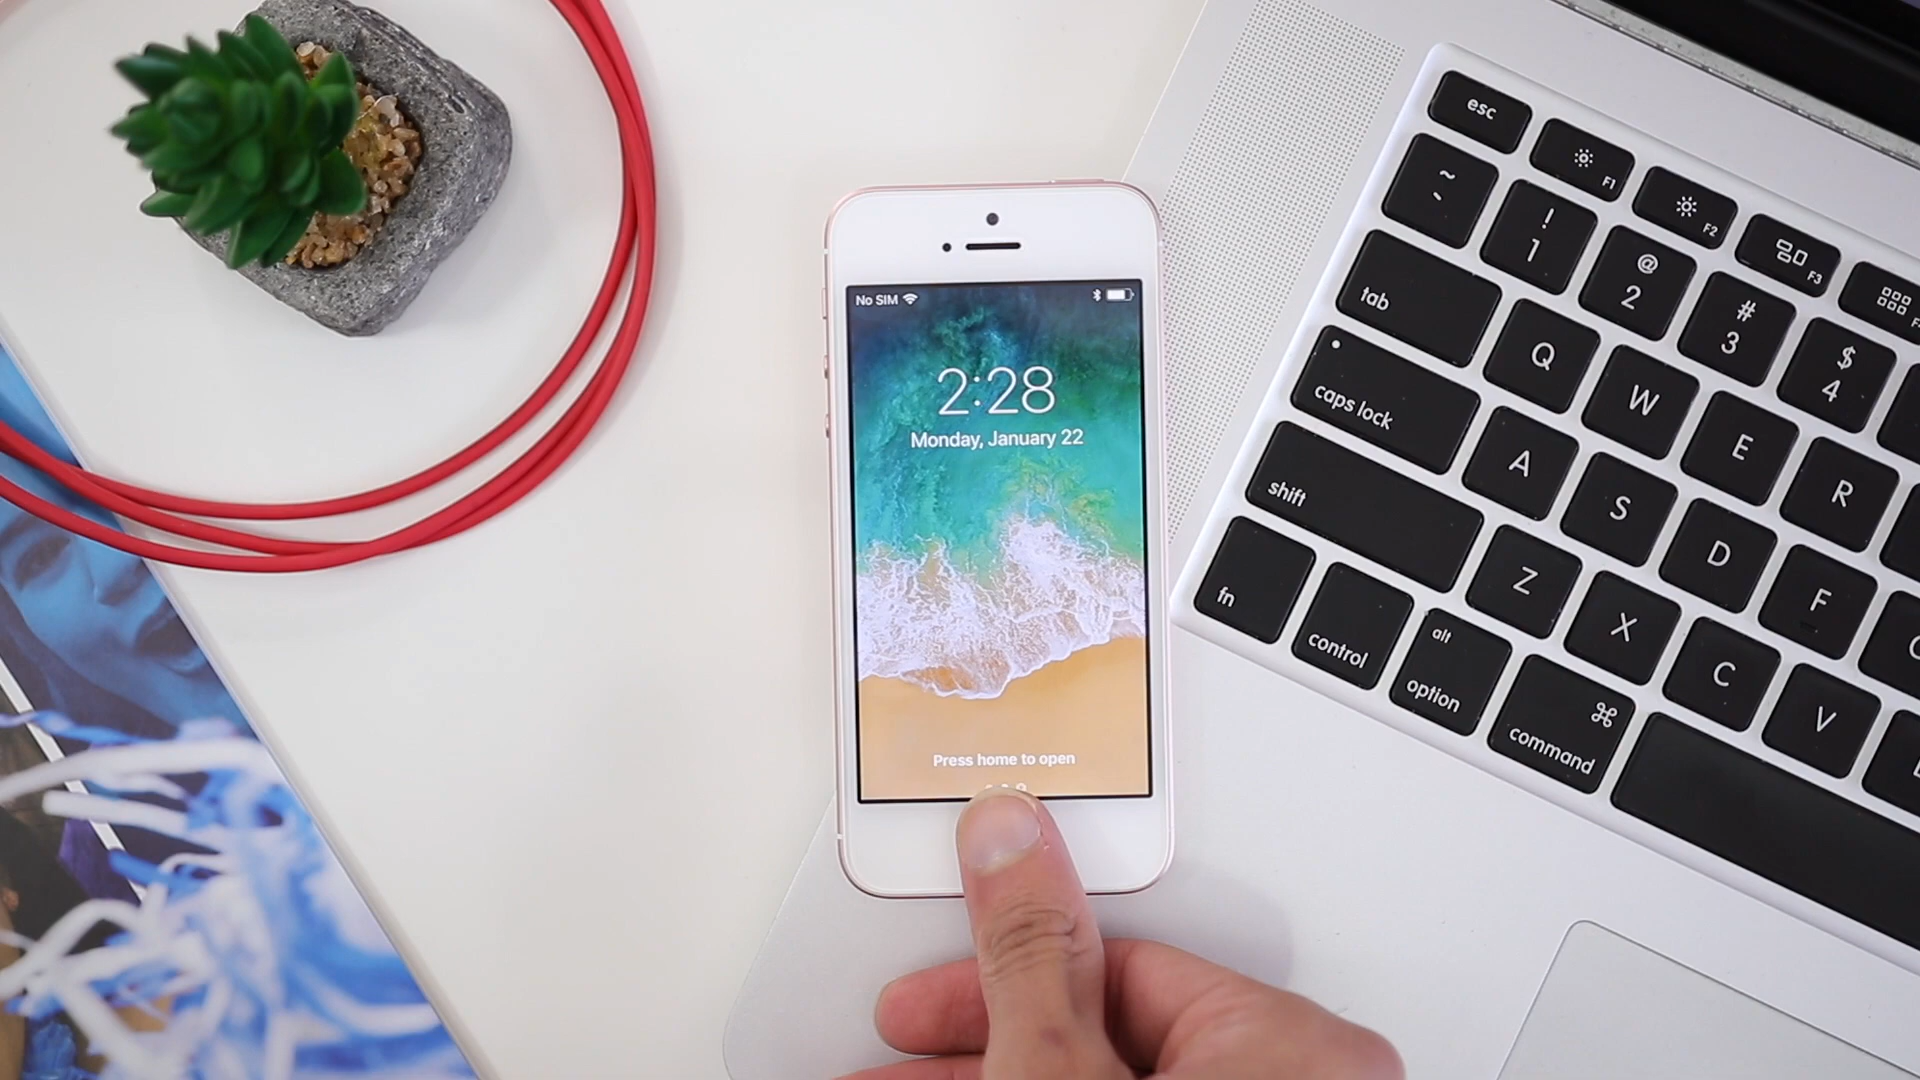 No SIM
2:28
Monday, January 22
Press home to open
esc
F1
F2
F3
~
`
!
1
@
2
#
3
$
4
tab
Q
W
E
R
caps lock
A
S
D
F
shift
Z
X
C
V
fn
control
alt
option
⌘
command